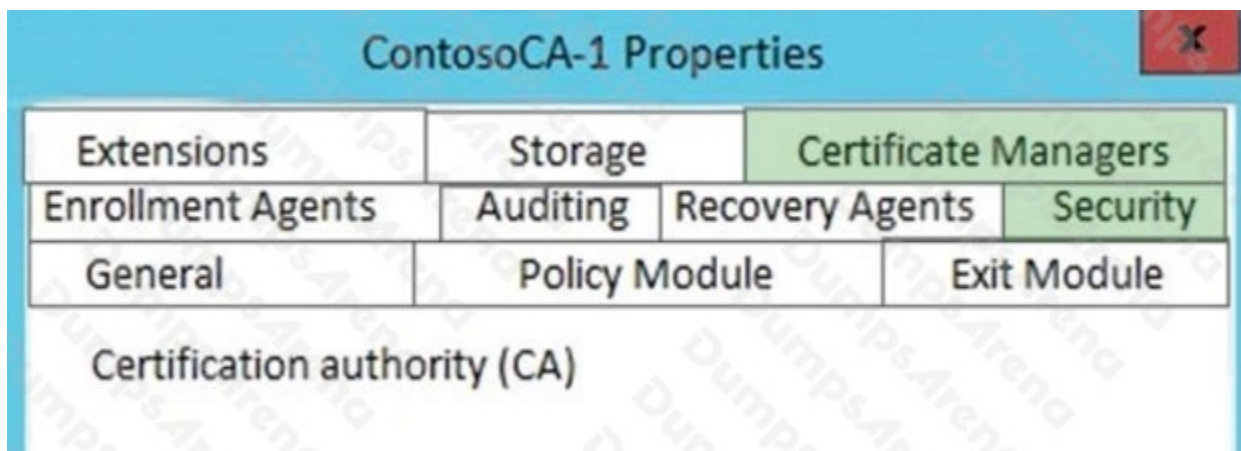 ContosoCA-1 Properties
x
Extensions Storage Certificate Managers
Enrollment Agents Auditing Recovery Agents Security
General Policy Module Exit Module
Certification authority (CA)
DumpsArena